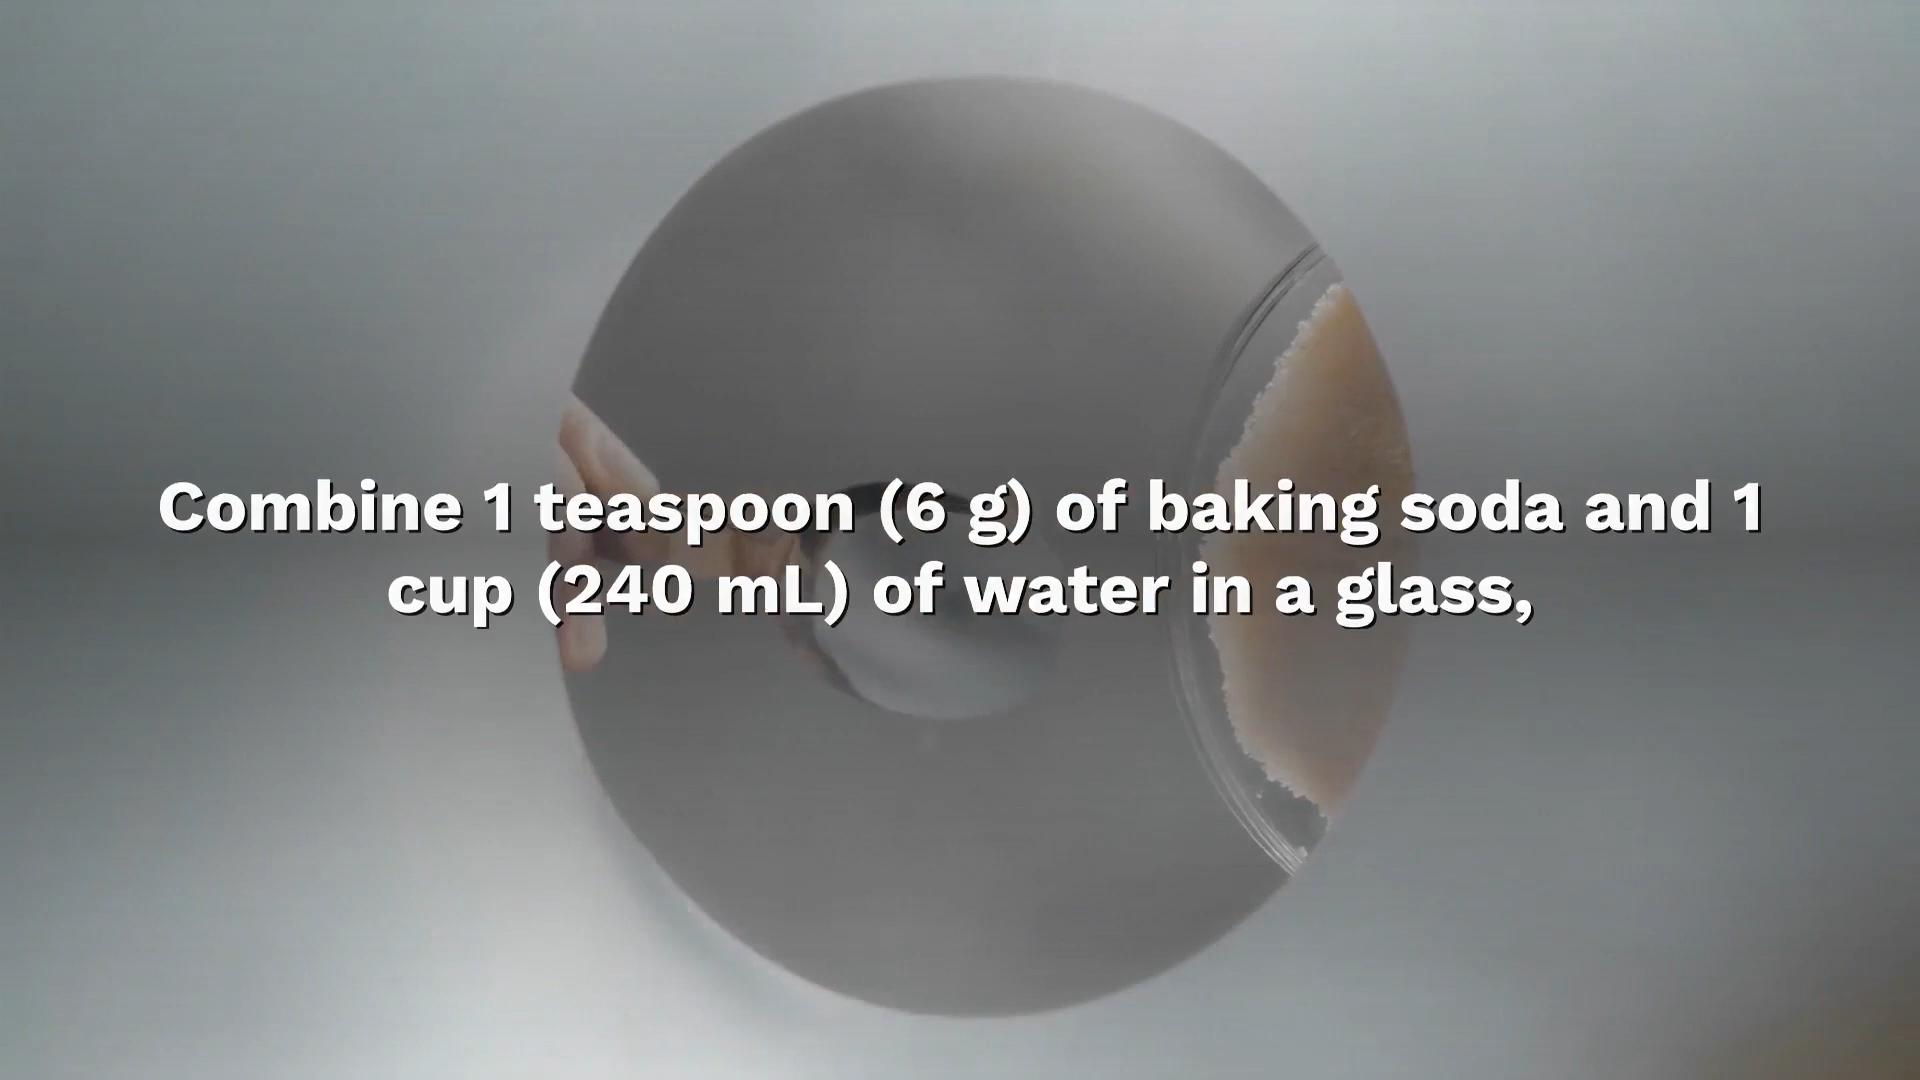 Combine 1 teaspoon (6 g) of baking soda and 1
cup (240 mL) of water in a glass,